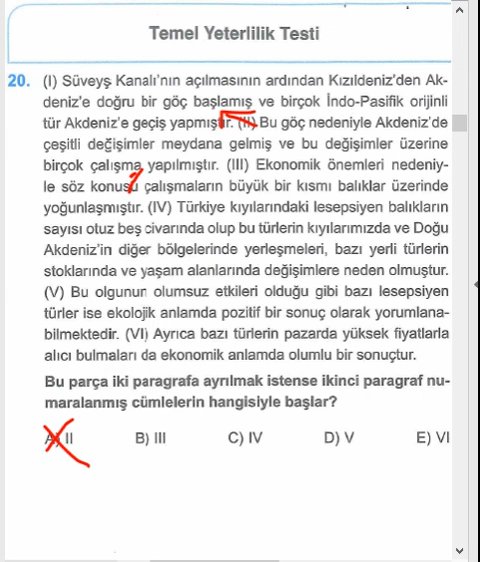 Temel Yeterlilik Testi
20. (I) Süveyş Kanalı'nın açılmasının ardından Kızıldeniz'den Ak-
deniz'e doğru bir göç başlamış ve birçok İndo-Pasifik orijinli
tür Akdeniz'e geçiş yapmıştır. (II) Bu göç nedeniyle Akdeniz'de
çeşitli değişimler meydana gelmiş ve bu değişimler üzerine
birçok çalışma yapılmıştır. (III) Ekonomik önemleri nedeniy-
le söz konusu çalışmaların büyük bir kısmı balıklar üzerinde
yoğunlaşmıştır. (IV) Türkiye kıyılarındaki lesepsiyen balıkların
sayısı otuz beş civarında olup bu türlerin kıyılarımızda ve Doğu
Akdeniz'in diğer bölgelerinde yerleşmeleri, bazı yerli türlerin
stoklarında ve yaşam alanlarında değişimlere neden olmuştur.
(V) Bu olgunun olumsuz etkileri olduğu gibi bazı lesepsiyen
türler ise ekolojik anlamda pozitif bir sonuç olarak yorumlana-
bilmektedir. (VI) Ayrıca bazı türlerin pazarda yüksek fiyatlarla
alıcı bulmaları da ekonomik anlamda olumlu bir sonuçtur.
Bu parça iki paragrafa ayrılmak istense ikinci paragraf nu-
maralanmış cümlelerin hangisiyle başlar?
A) II B) III C) IV D) V E) VI